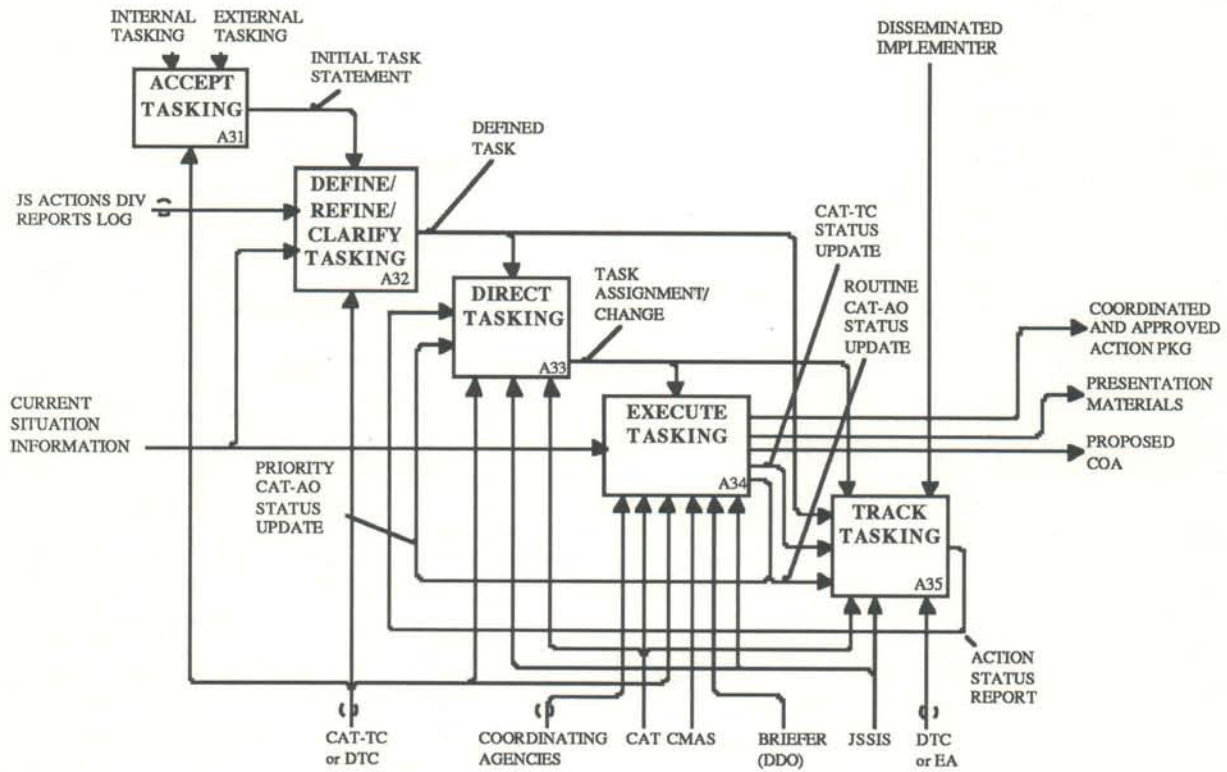 INTERNAL
TASKING
EXTERNAL
TASKING
DISSEMINATED
IMPLEMENTER
ACCEPT
TASKING
A31
INITIAL TASK
STATEMENT
DEFINED
TASK
JS ACTIONS DIV
REPORTS LOG
DEFINE/
REFINE/
CLARIFY
TASKING
A32
CAT-TC
STATUS
UPDATE
TASK
ASSIGNMENT/
CHANGE
ROUTINE
CAT-AO
STATUS
UPDATE
DIRECT
TASKING
A33
COORDINATED
AND APPROVED
ACTION PKG
PRESENTATION
MATERIALS
PROPOSED
COA
CURRENT
SITUATION
INFORMATION
EXECUTE
TASKING
A34
PRIORITY
CAT-AO
STATUS
UPDATE
TRACK
TASKING
A35
ACTION
STATUS
REPORT
CAT-TC
or DTC
COORDINATING
AGENCIES
CAT
CMAS
BRIEFER
(DDO)
JSSIS
DTC
or EA